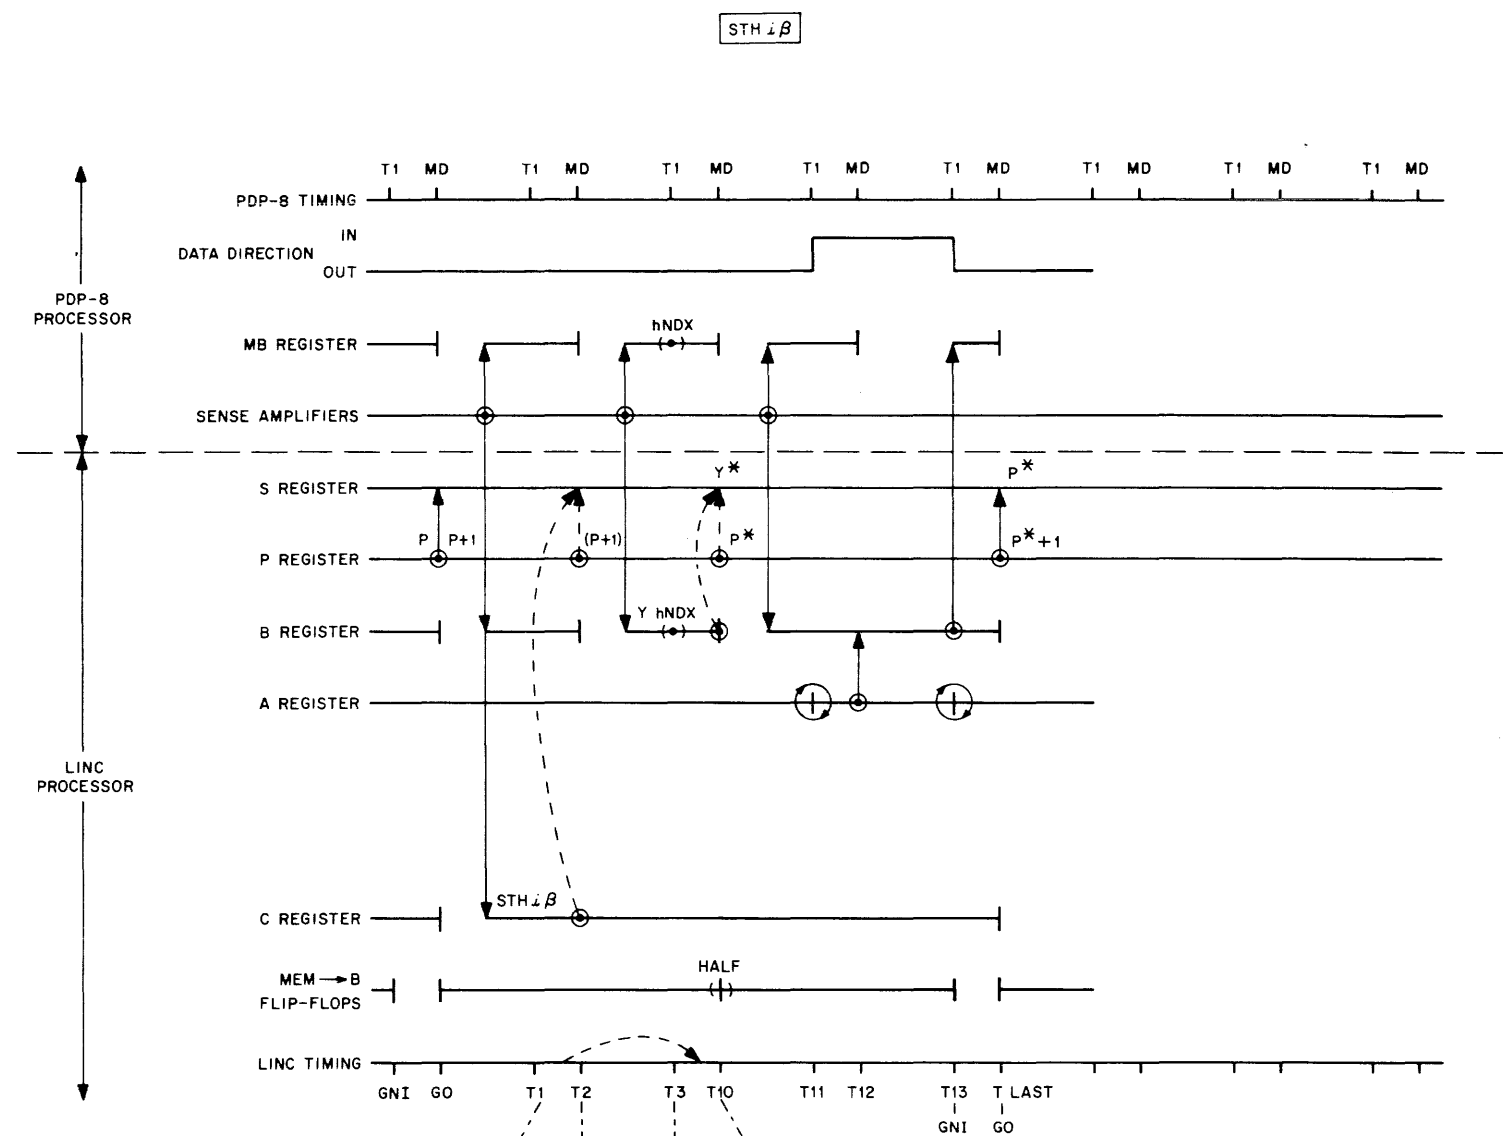 STH i β
T1 MD T1 MD T1 MD T1 MD T1 MD T1 MD T1 MD T1 MD
PDP-8 TIMING
IN
DATA DIRECTION
OUT
PDP-8
PROCESSOR
hNDX
MB REGISTER
SENSE AMPLIFIERS
Y* P*
S REGISTER
P P+1 (P+1) P* P*+1
P REGISTER
Y hNDX
B REGISTER
A REGISTER
LINC
PROCESSOR
STH i β
C REGISTER
HALF
MEM → B
FLIP-FLOPS
LINC TIMING
GNI GO T1 T2 T3 T10 T11 T12 T13 T LAST
GNI GO